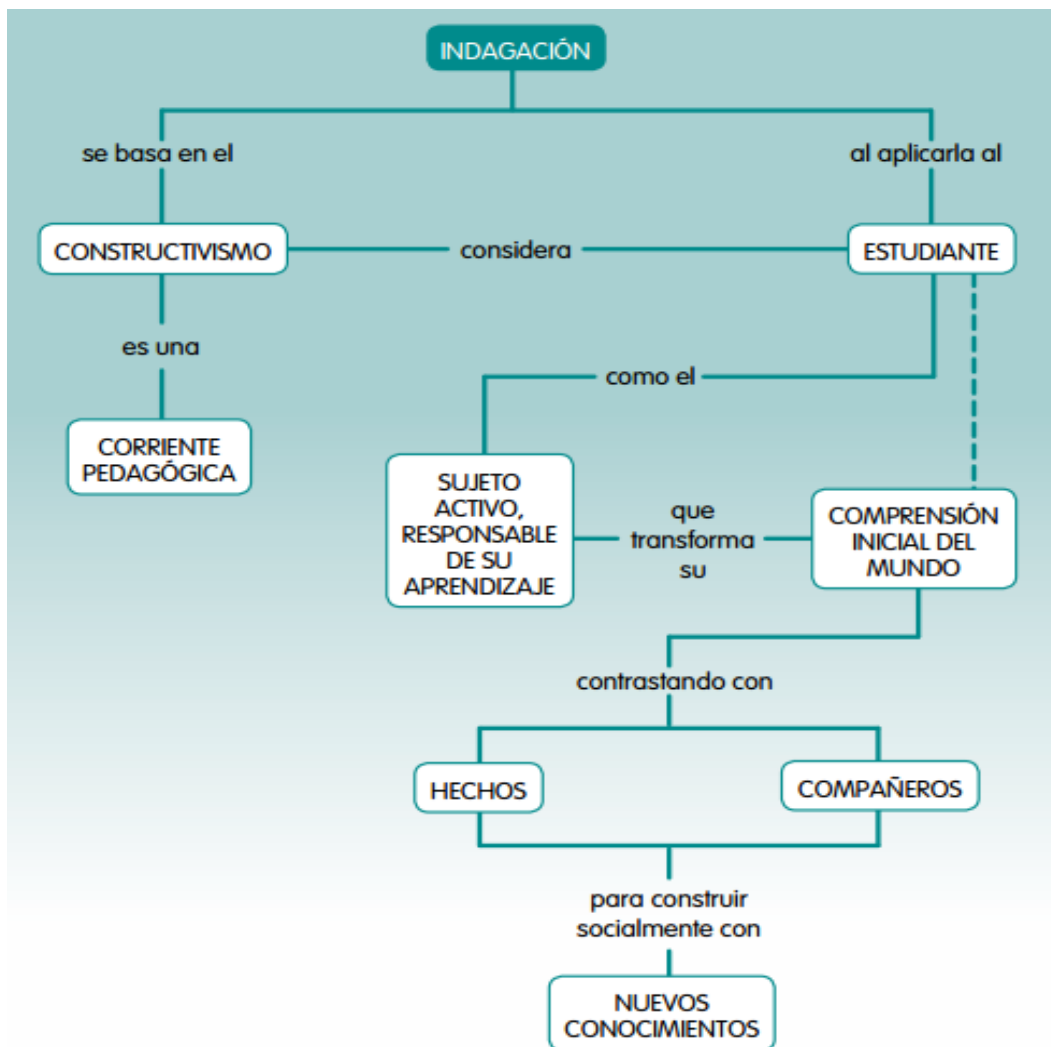 INDAGACIÓN
se basa en el
al aplicarla al
CONSTRUCTIVISMO
considera
ESTUDIANTE
es una
como el
CORRIENTE
PEDAGÓGICA
SUJETO
ACTIVO,
RESPONSABLE
DE SU
APRENDIZAJE
que
transforma
su
COMPRENSIÓN
INICIAL DEL
MUNDO
contrastando con
HECHOS
COMPAÑEROS
para construir
socialmente con
NUEVOS
CONOCIMIENTOS